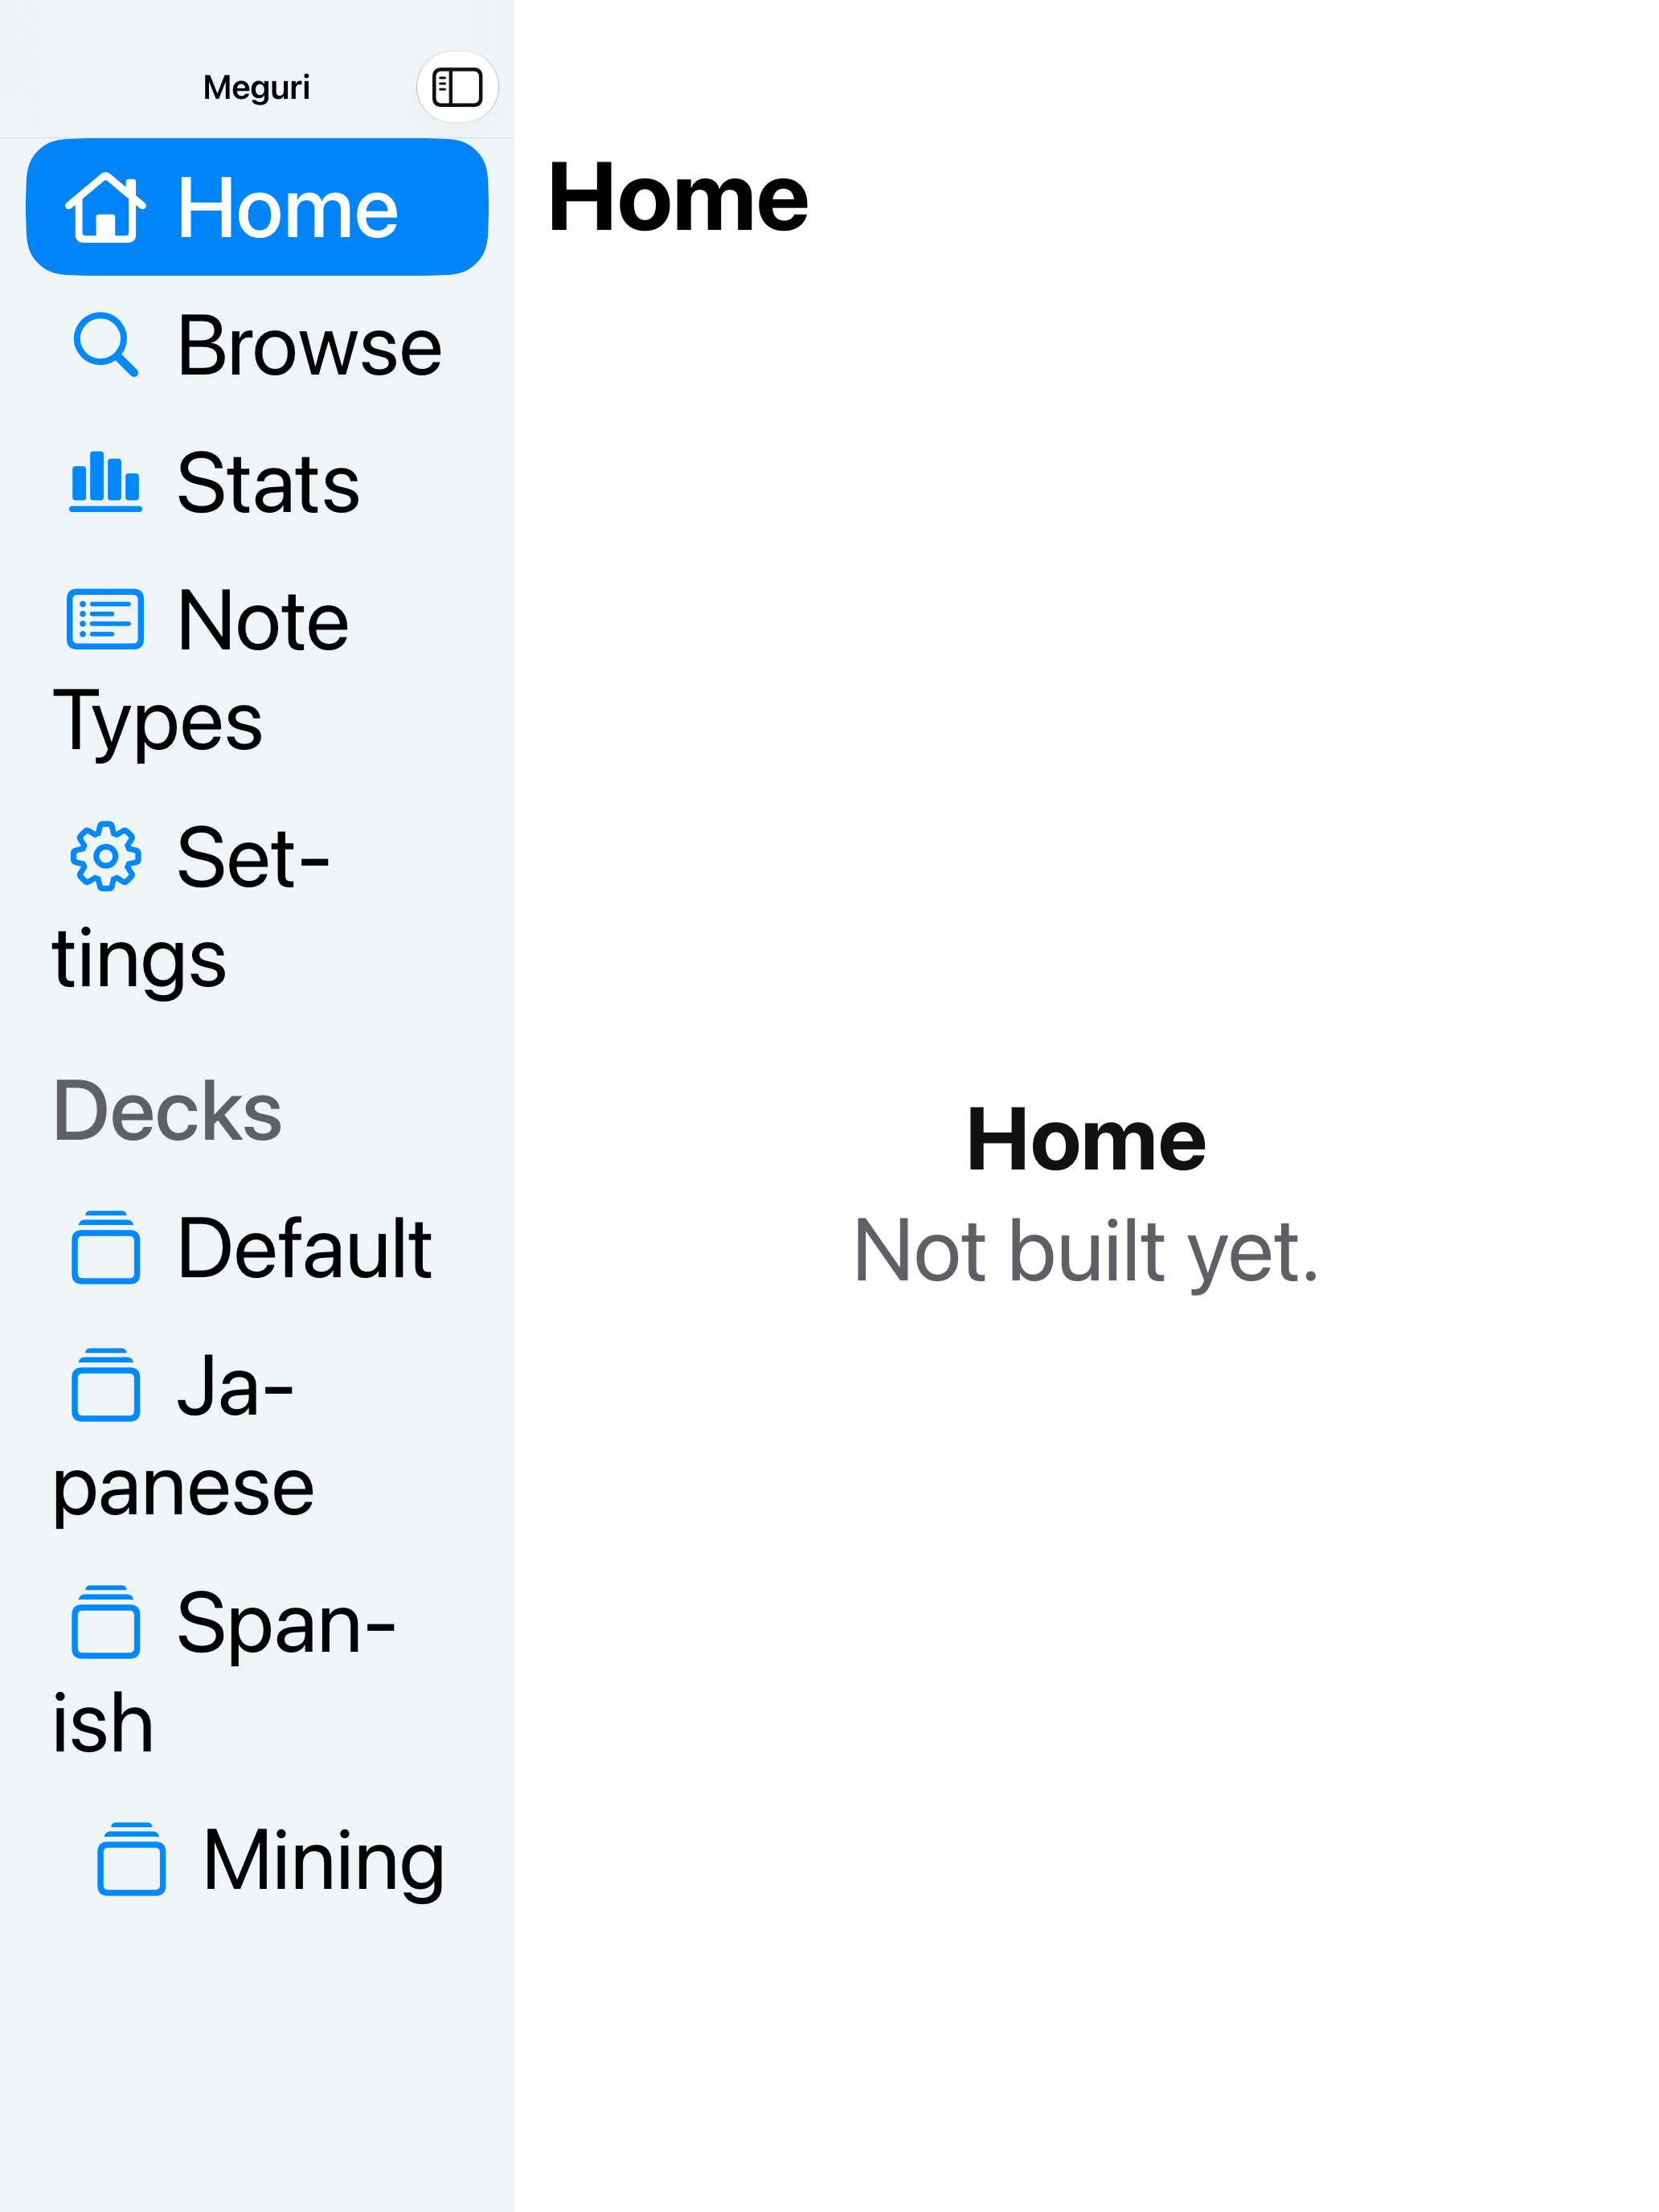 Meguri
Home
Browse
Stats
Note
Types
Set-
tings
Decks
Default
Ja-
panese
Span-
ish
Mining
Home
Home
Not built yet.